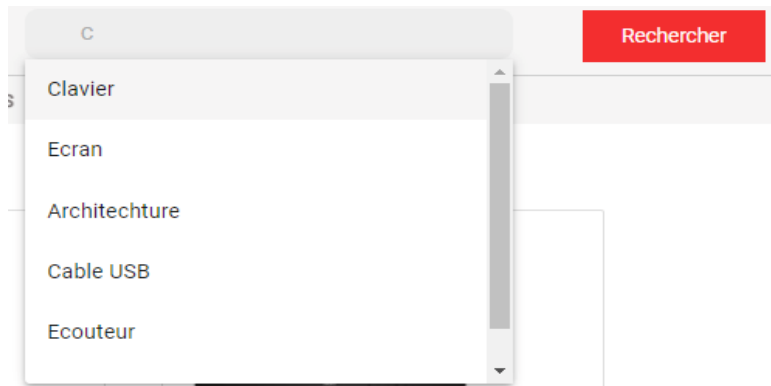 C
Rechercher
Clavier
s
Ecran
Architechture
Cable USB
Ecouteur